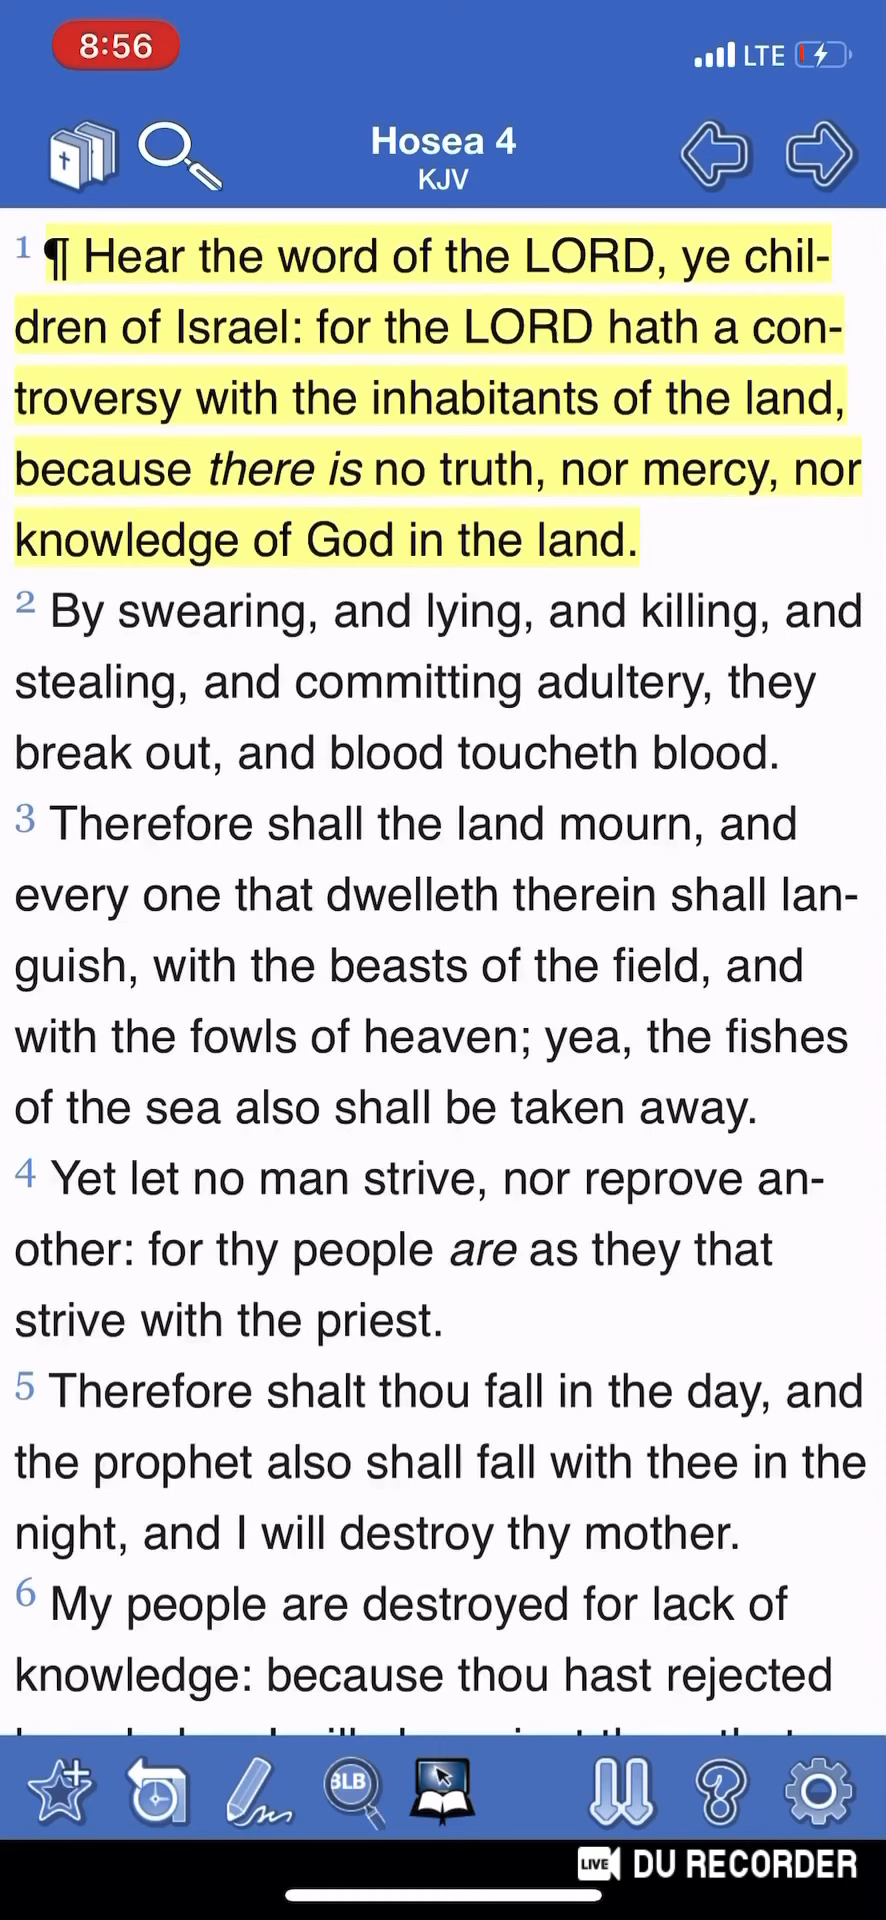 8:56
LTE
Hosea 4
KJV
1 ¶ Hear the word of the LORD, ye chil-
dren of Israel: for the LORD hath a con-
troversy with the inhabitants of the land,
because there is no truth, nor mercy, nor
knowledge of God in the land.
2 By swearing, and lying, and killing, and
stealing, and committing adultery, they
break out, and blood toucheth blood.
3 Therefore shall the land mourn, and
every one that dwelleth therein shall lan-
guish, with the beasts of the field, and
with the fowls of heaven; yea, the fishes
of the sea also shall be taken away.
4 Yet let no man strive, nor reprove an-
other: for thy people are as they that
strive with the priest.
5 Therefore shalt thou fall in the day, and
the prophet also shall fall with thee in the
night, and I will destroy thy mother.
6 My people are destroyed for lack of
knowledge: because thou hast rejected
BLB
LIVE DU RECORDER